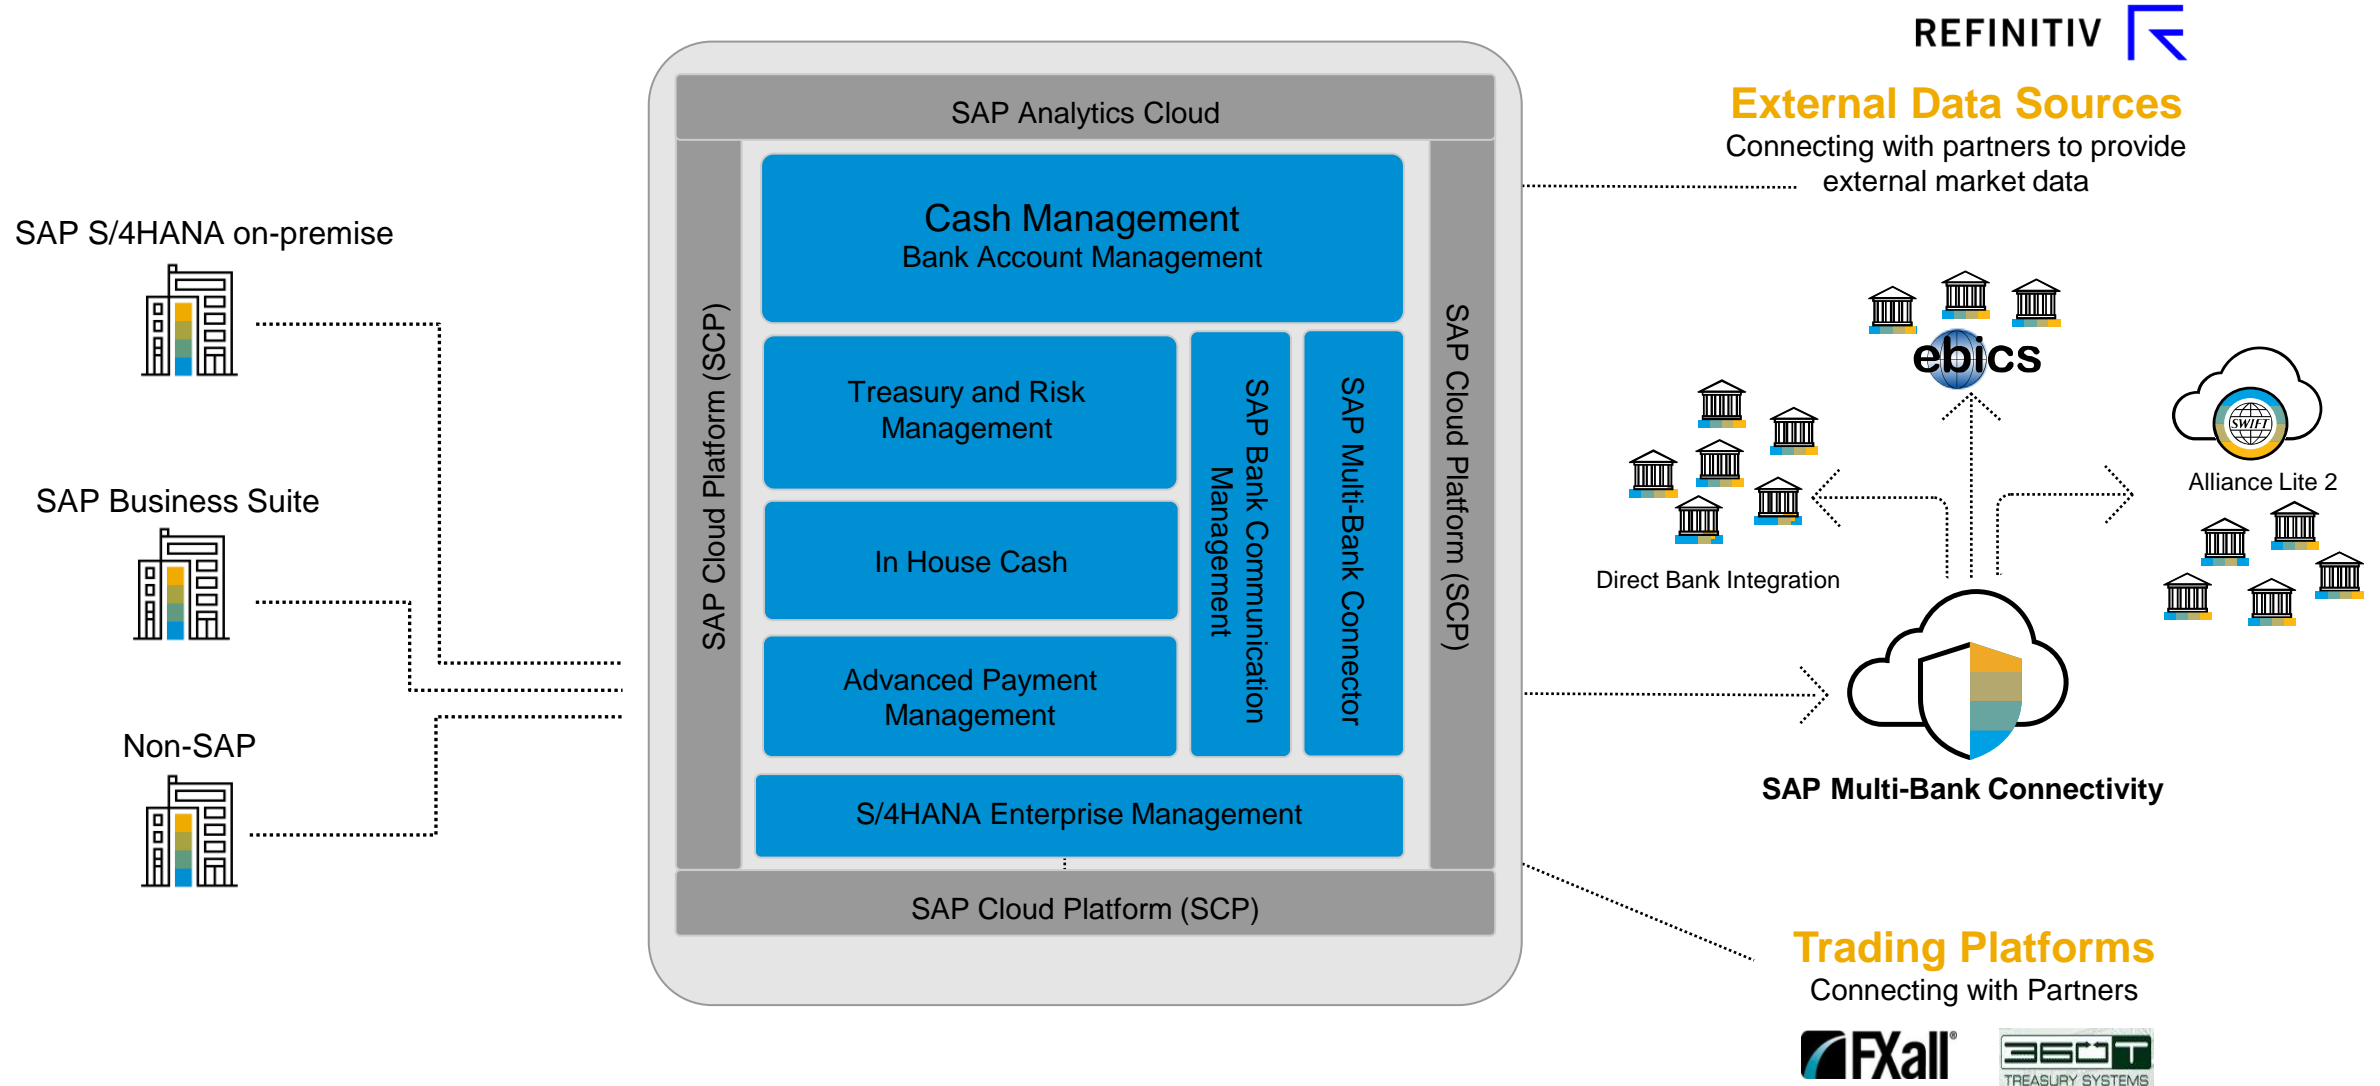 REFINITIV
External Data Sources
Connecting with partners to provide
external market data
SAP Analytics Cloud
SAP Cloud Platform (SCP)
Cash Management
Bank Account Management
Treasury and Risk
Management
In House Cash
Advanced Payment
Management
SAP Bank Communication
Management
SAP Multi-Bank Connector
SAP Cloud Platform (SCP)
S/4HANA Enterprise Management
SAP Cloud Platform (SCP)
SAP S/4HANA on-premise
SAP Business Suite
Non-SAP
ebics
SWIFT
Alliance Lite 2
Direct Bank Integration
SAP Multi-Bank Connectivity
Trading Platforms
Connecting with Partners
FXall®
360T
TREASURY SYSTEMS